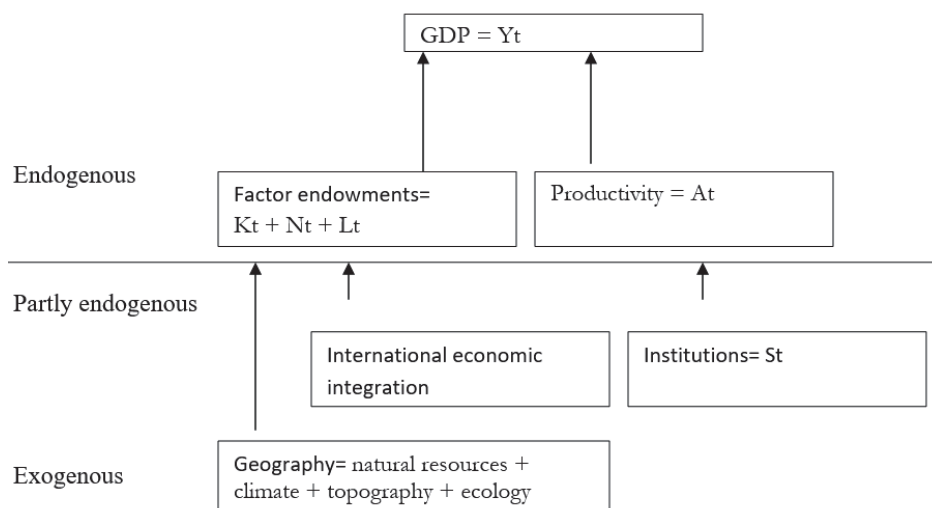 GDP = Yt
Endogenous
Factor endowments=
Kt + Nt + Lt
Productivity = At
Partly endogenous
International economic
integration
Institutions= St
Exogenous
Geography= natural resources +
climate + topography + ecology